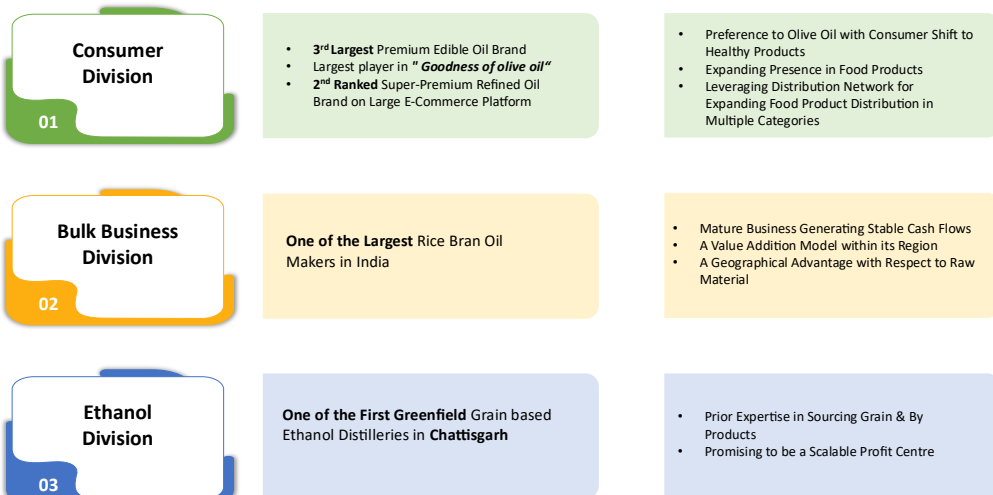 Consumer
Division
01
• 3rd Largest Premium Edible Oil Brand
• Largest player in " Goodness of olive oil“
• 2nd Ranked Super-Premium Refined Oil
Brand on Large E-Commerce Platform
• Preference to Olive Oil with Consumer Shift to
Healthy Products
• Expanding Presence in Food Products
• Leveraging Distribution Network for
Expanding Food Product Distribution in
Multiple Categories
Bulk Business
Division
02
One of the Largest Rice Bran Oil
Makers in India
• Mature Business Generating Stable Cash Flows
• A Value Addition Model within its Region
• A Geographical Advantage with Respect to Raw
Material
Ethanol
Division
03
One of the First Greenfield Grain based
Ethanol Distilleries in Chattisgarh
• Prior Expertise in Sourcing Grain & By
Products
• Promising to be a Scalable Profit Centre